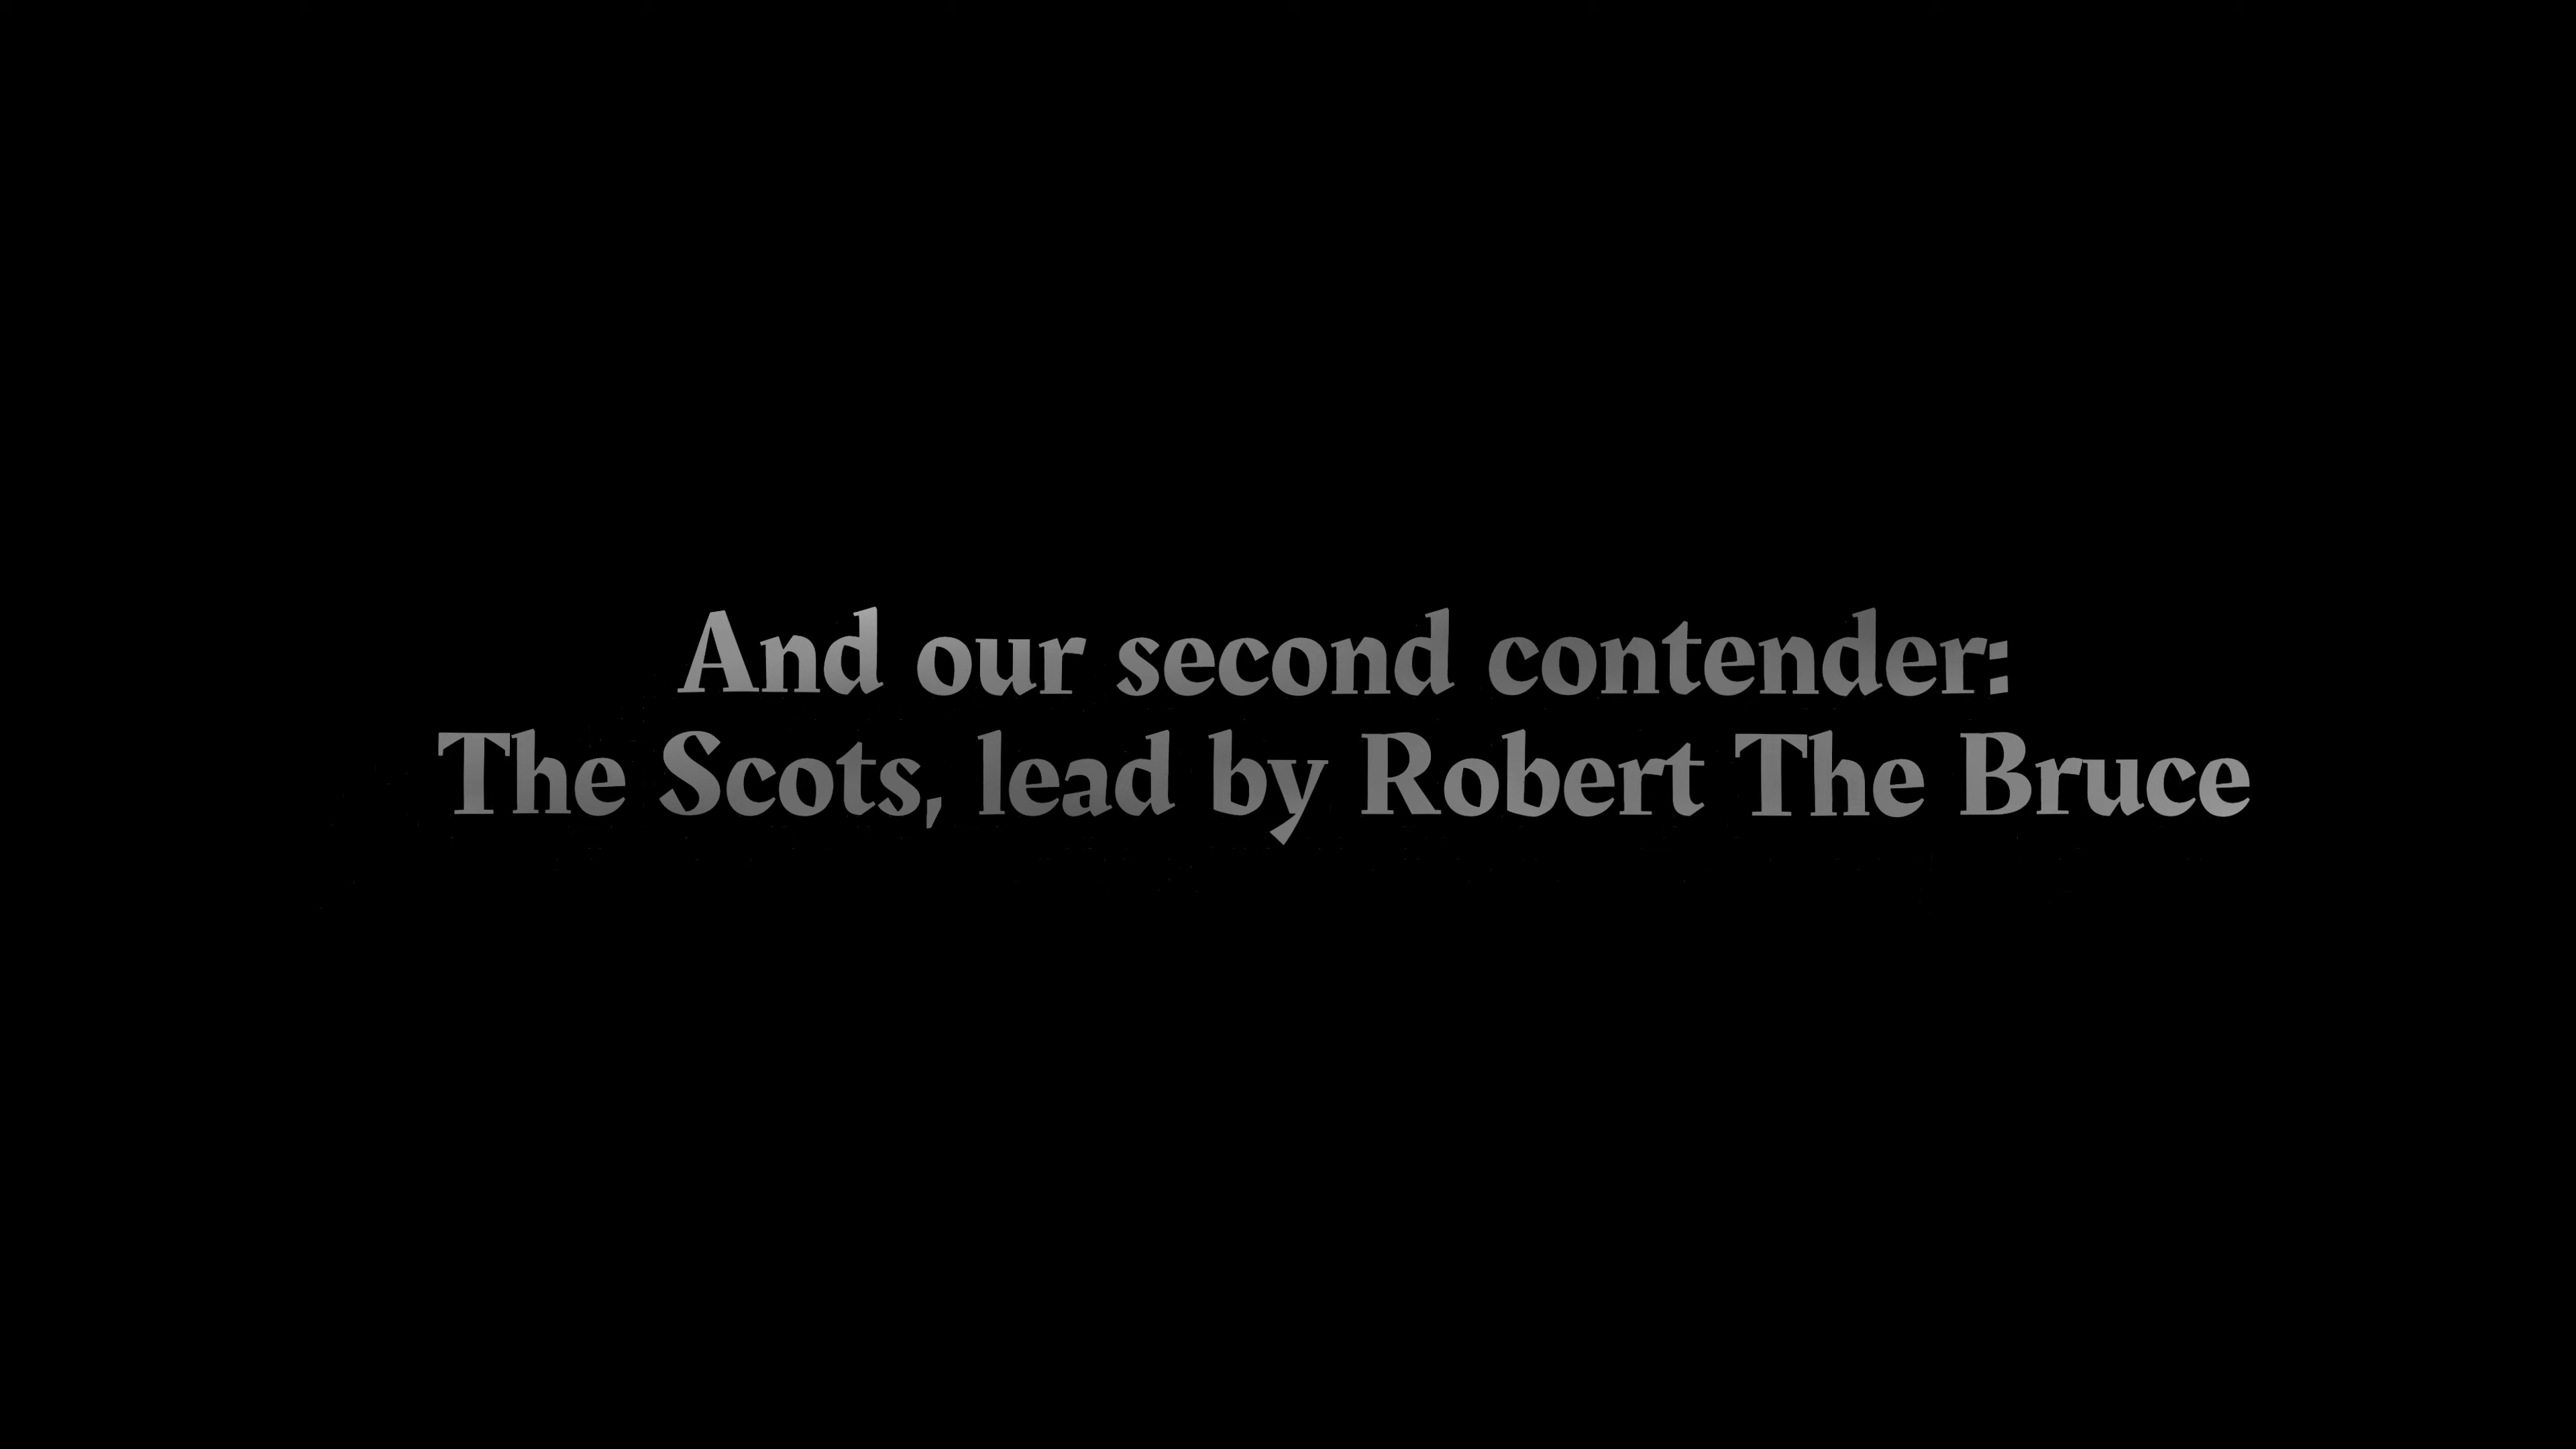 And our second contender:
The Scots, lead by Robert The Bruce